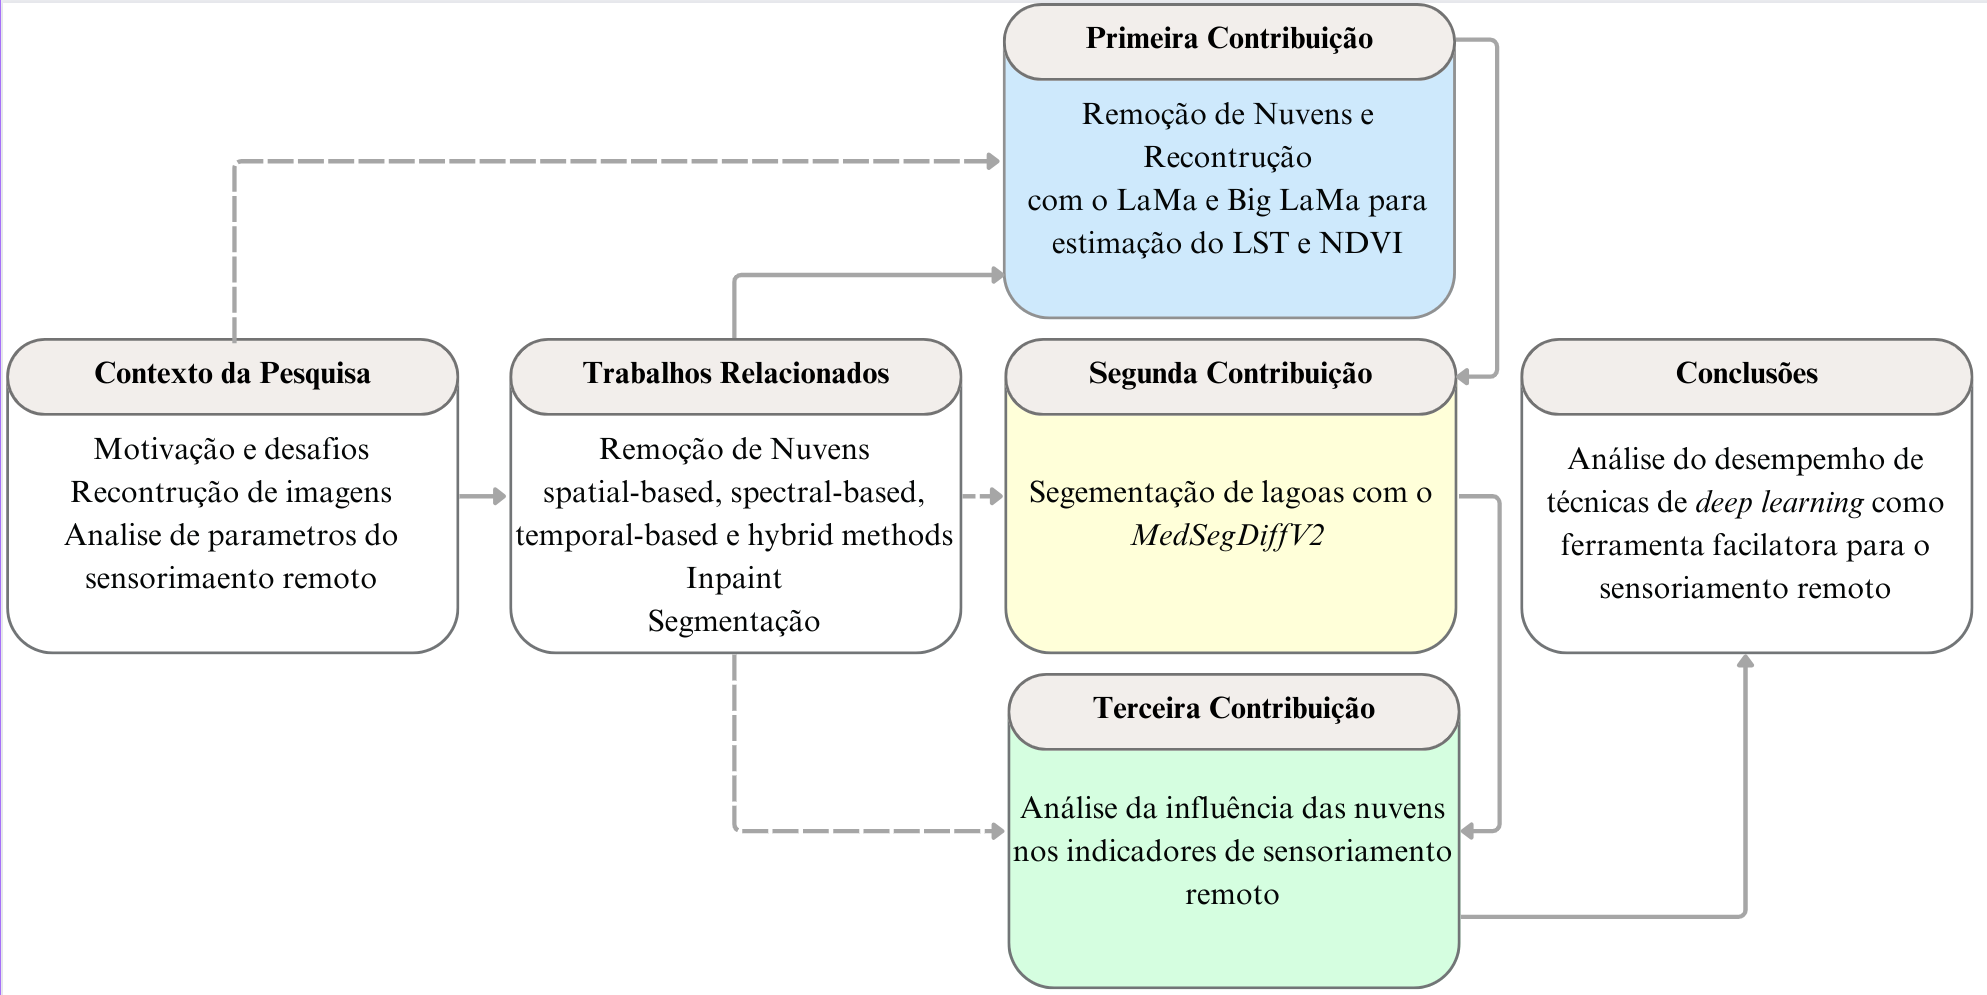 Primeira Contribuição
Remoção de Nuvens e
Recontrução
com o LaMa e Big LaMa para
estimação do LST e NDVI
Contexto da Pesquisa
Motivação e desafios
Recontrução de imagens
Analise de parametros do
sensorimaento remoto
Trabalhos Relacionados
Remoção de Nuvens
spatial-based, spectral-based,
temporal-based e hybrid methods
Inpaint
Segmentação
Segunda Contribuição
Segementação de lagoas com o
MedSegDiffV2
Terceira Contribuição
Análise da influência das nuvens
nos indicadores de sensoriamento
remoto
Conclusões
Análise do desempemho de
técnicas de deep learning como
ferramenta facilatora para o
sensoriamento remoto